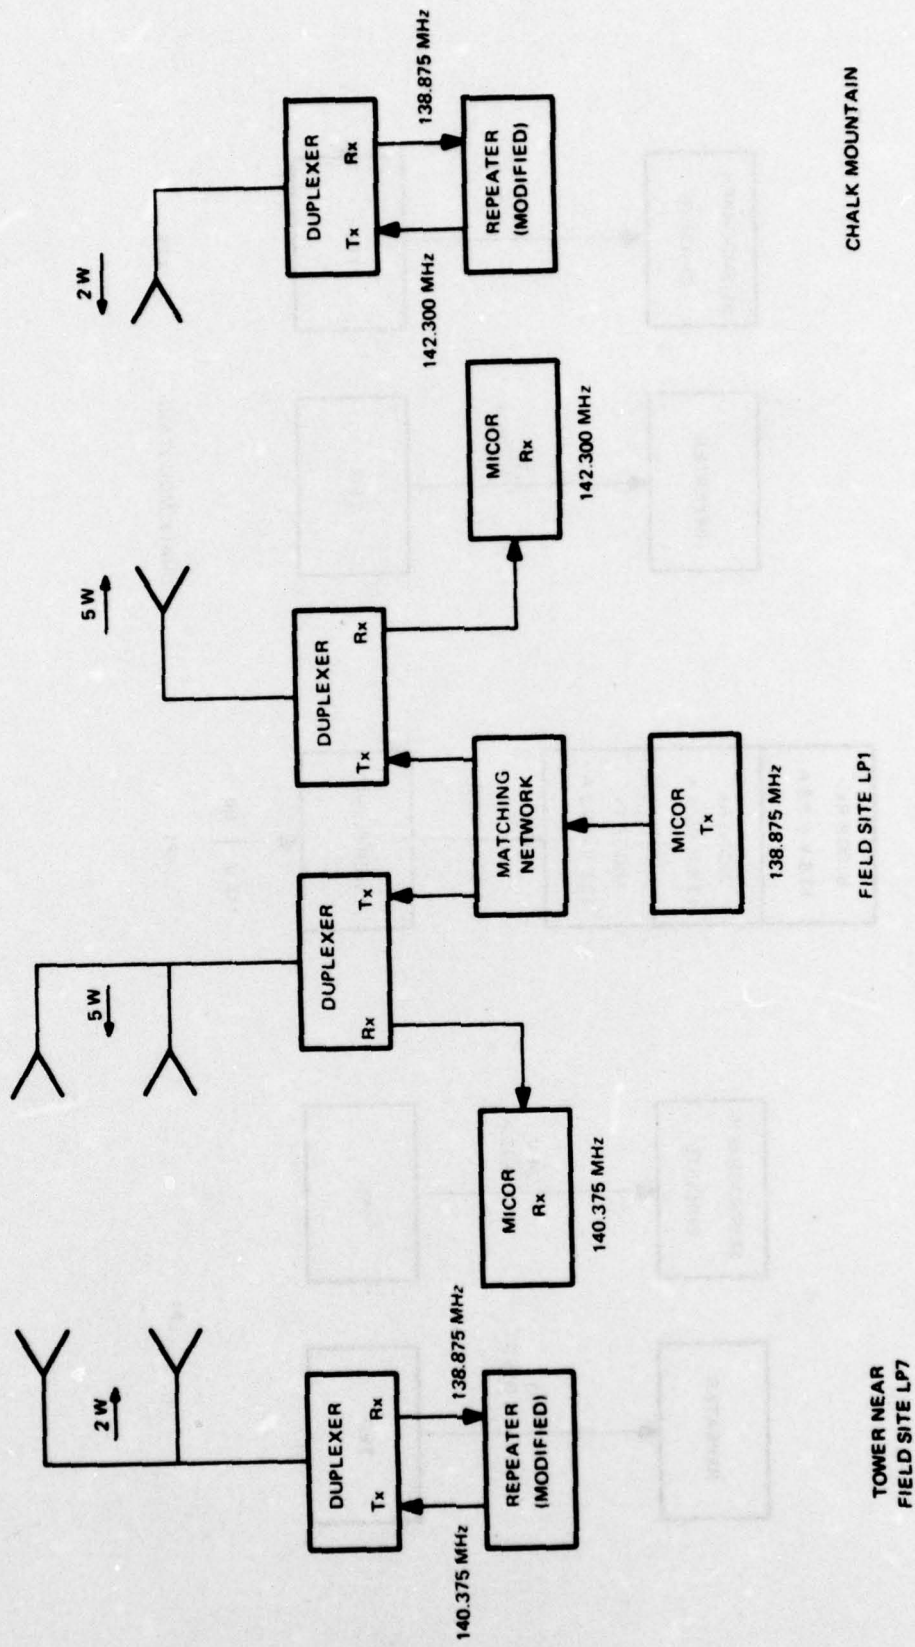 2 W
5 W
5 W
2 W
DUPLEXER
Tx Rx
DUPLEXER
Rx Tx
DUPLEXER
Tx Rx
DUPLEXER
Tx Rx
140.375 MHz
138.875 MHz
REPEATER
(MODIFIED)
MICOR
Rx
140.375 MHz
MATCHING
NETWORK
MICOR
Tx
138.875 MHz
MICOR
Rx
142.300 MHz
142.300 MHz
138.875 MHz
REPEATER
(MODIFIED)
TOWER NEAR
FIELD SITE LP7
FIELD SITE LP1
CHALK MOUNTAIN